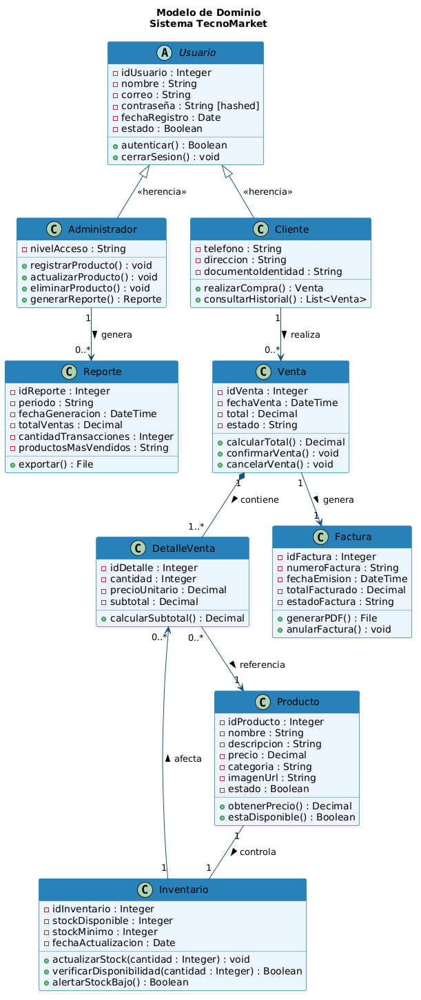 Modelo de Dominio
Sistema TecnoMarket
A Usuario
idUsuario : Integer
nombre : String
correo : String
contraseña : String [hashed]
fechaRegistro : Date
estado : Boolean
autenticar() : Boolean
cerrarSesion() : void
«herencia»
«herencia»
C Administrador
nivelAcceso : String
registrarProducto() : void
actualizarProducto() : void
eliminarProducto() : void
generarReporte() : Reporte
C Cliente
telefono : String
direccion : String
documentoIdentidad : String
realizarCompra() : Venta
consultarHistorial() : List<Venta>
1
genera
0..*
1
realiza
0..*
C Reporte
idReporte : Integer
periodo : String
fechaGeneracion : DateTime
totalVentas : Decimal
cantidadTransacciones : Integer
productosMasVendidos : String
exportar() : File
C Venta
idVenta : Integer
fechaVenta : DateTime
total : Decimal
estado : String
calcularTotal() : Decimal
confirmarVenta() : void
cancelarVenta() : void
1
contiene
1..*
1
genera
1
C DetalleVenta
idDetalle : Integer
cantidad : Integer
precioUnitario : Decimal
subtotal : Decimal
calcularSubtotal() : Decimal
C Factura
idFactura : Integer
numeroFactura : String
fechaEmision : DateTime
totalFacturado : Decimal
estadoFactura : String
generarPDF() : File
anularFactura() : void
0..*
0..*
referencia
1
C Producto
idProducto : Integer
nombre : String
descripcion : String
precio : Decimal
categoria : String
imagenUrl : String
estado : Boolean
obtenerPrecio() : Decimal
estaDisponible() : Boolean
afecta
1
controla
1
1
C Inventario
idInventario : Integer
stockDisponible : Integer
stockMinimo : Integer
fechaActualizacion : Date
actualizarStock(cantidad : Integer) : void
verificarDisponibilidad(cantidad : Integer) : Boolean
alertarStockBajo() : Boolean